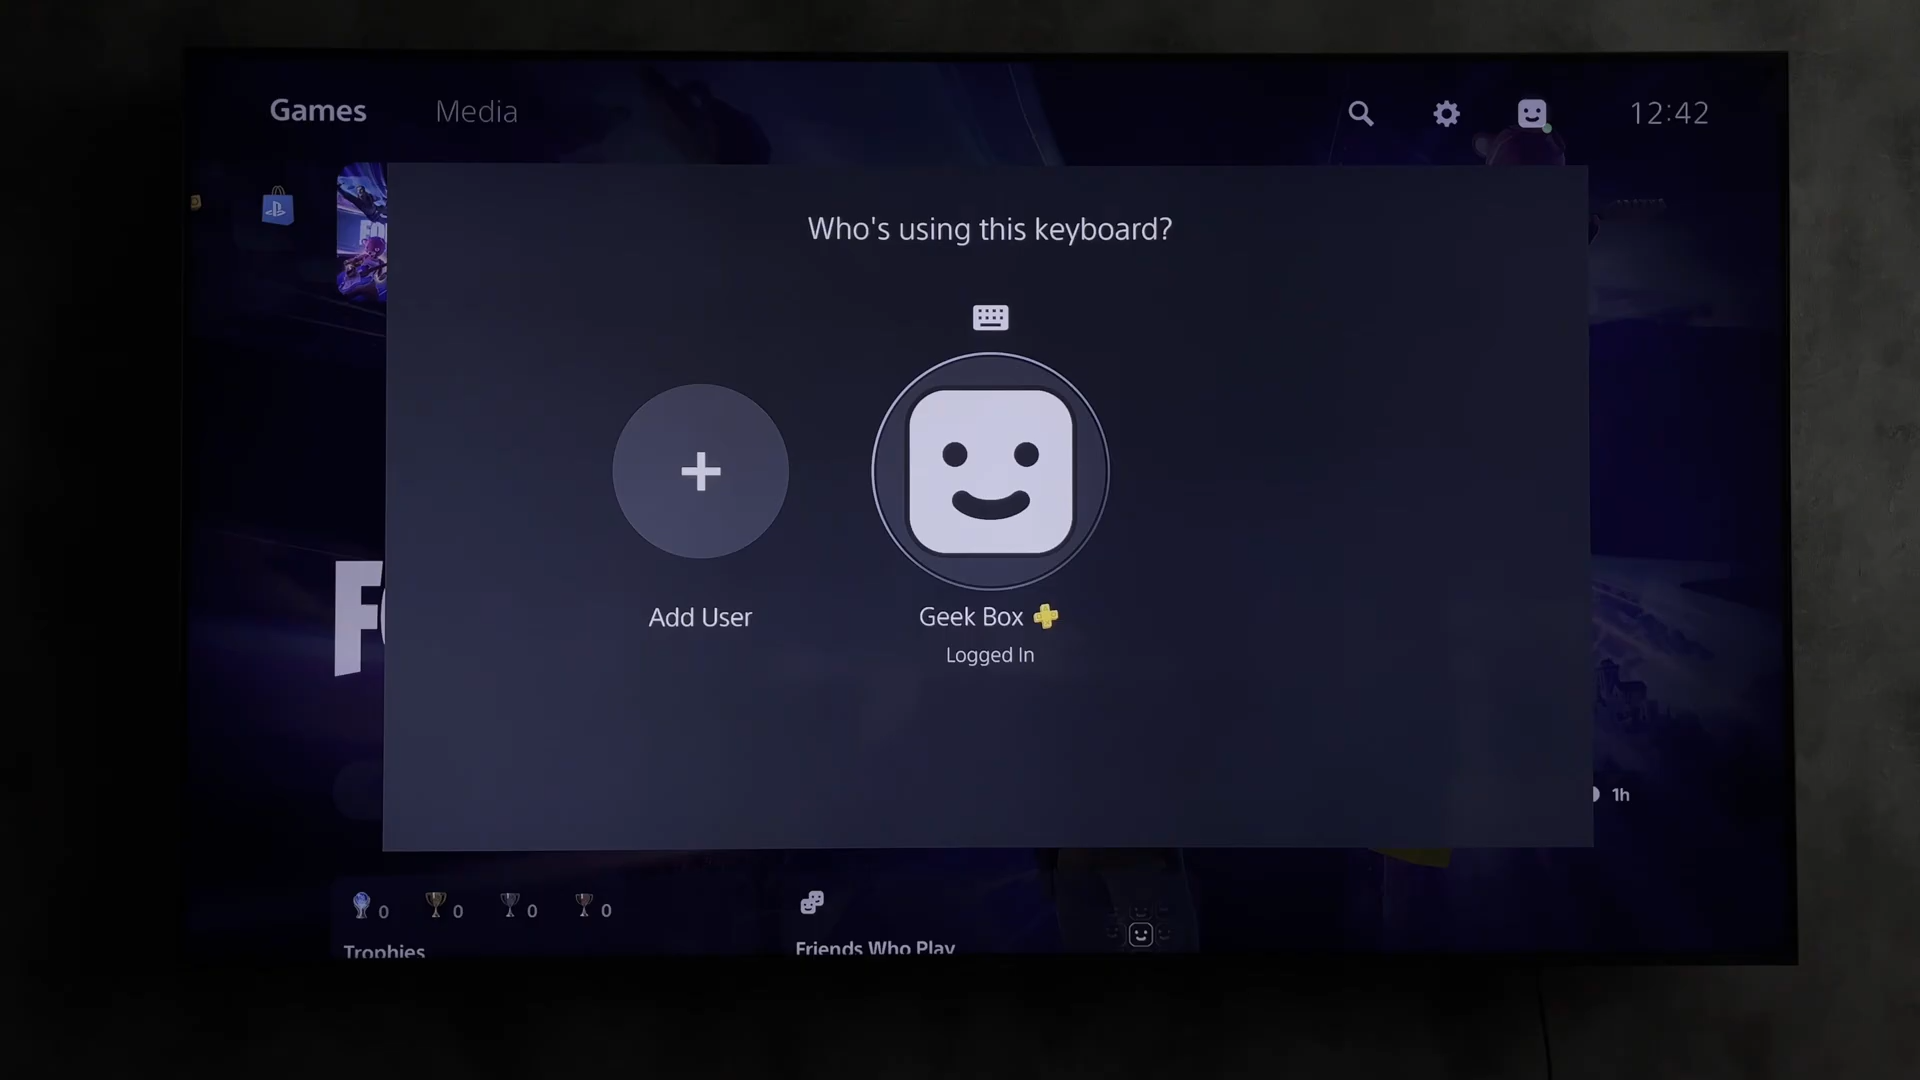 Games
Media
12:42
Who's using this keyboard?
FO
Add User
Geek Box
Logged In
1h
0
0
0
0
Trophies
Friends Who Play